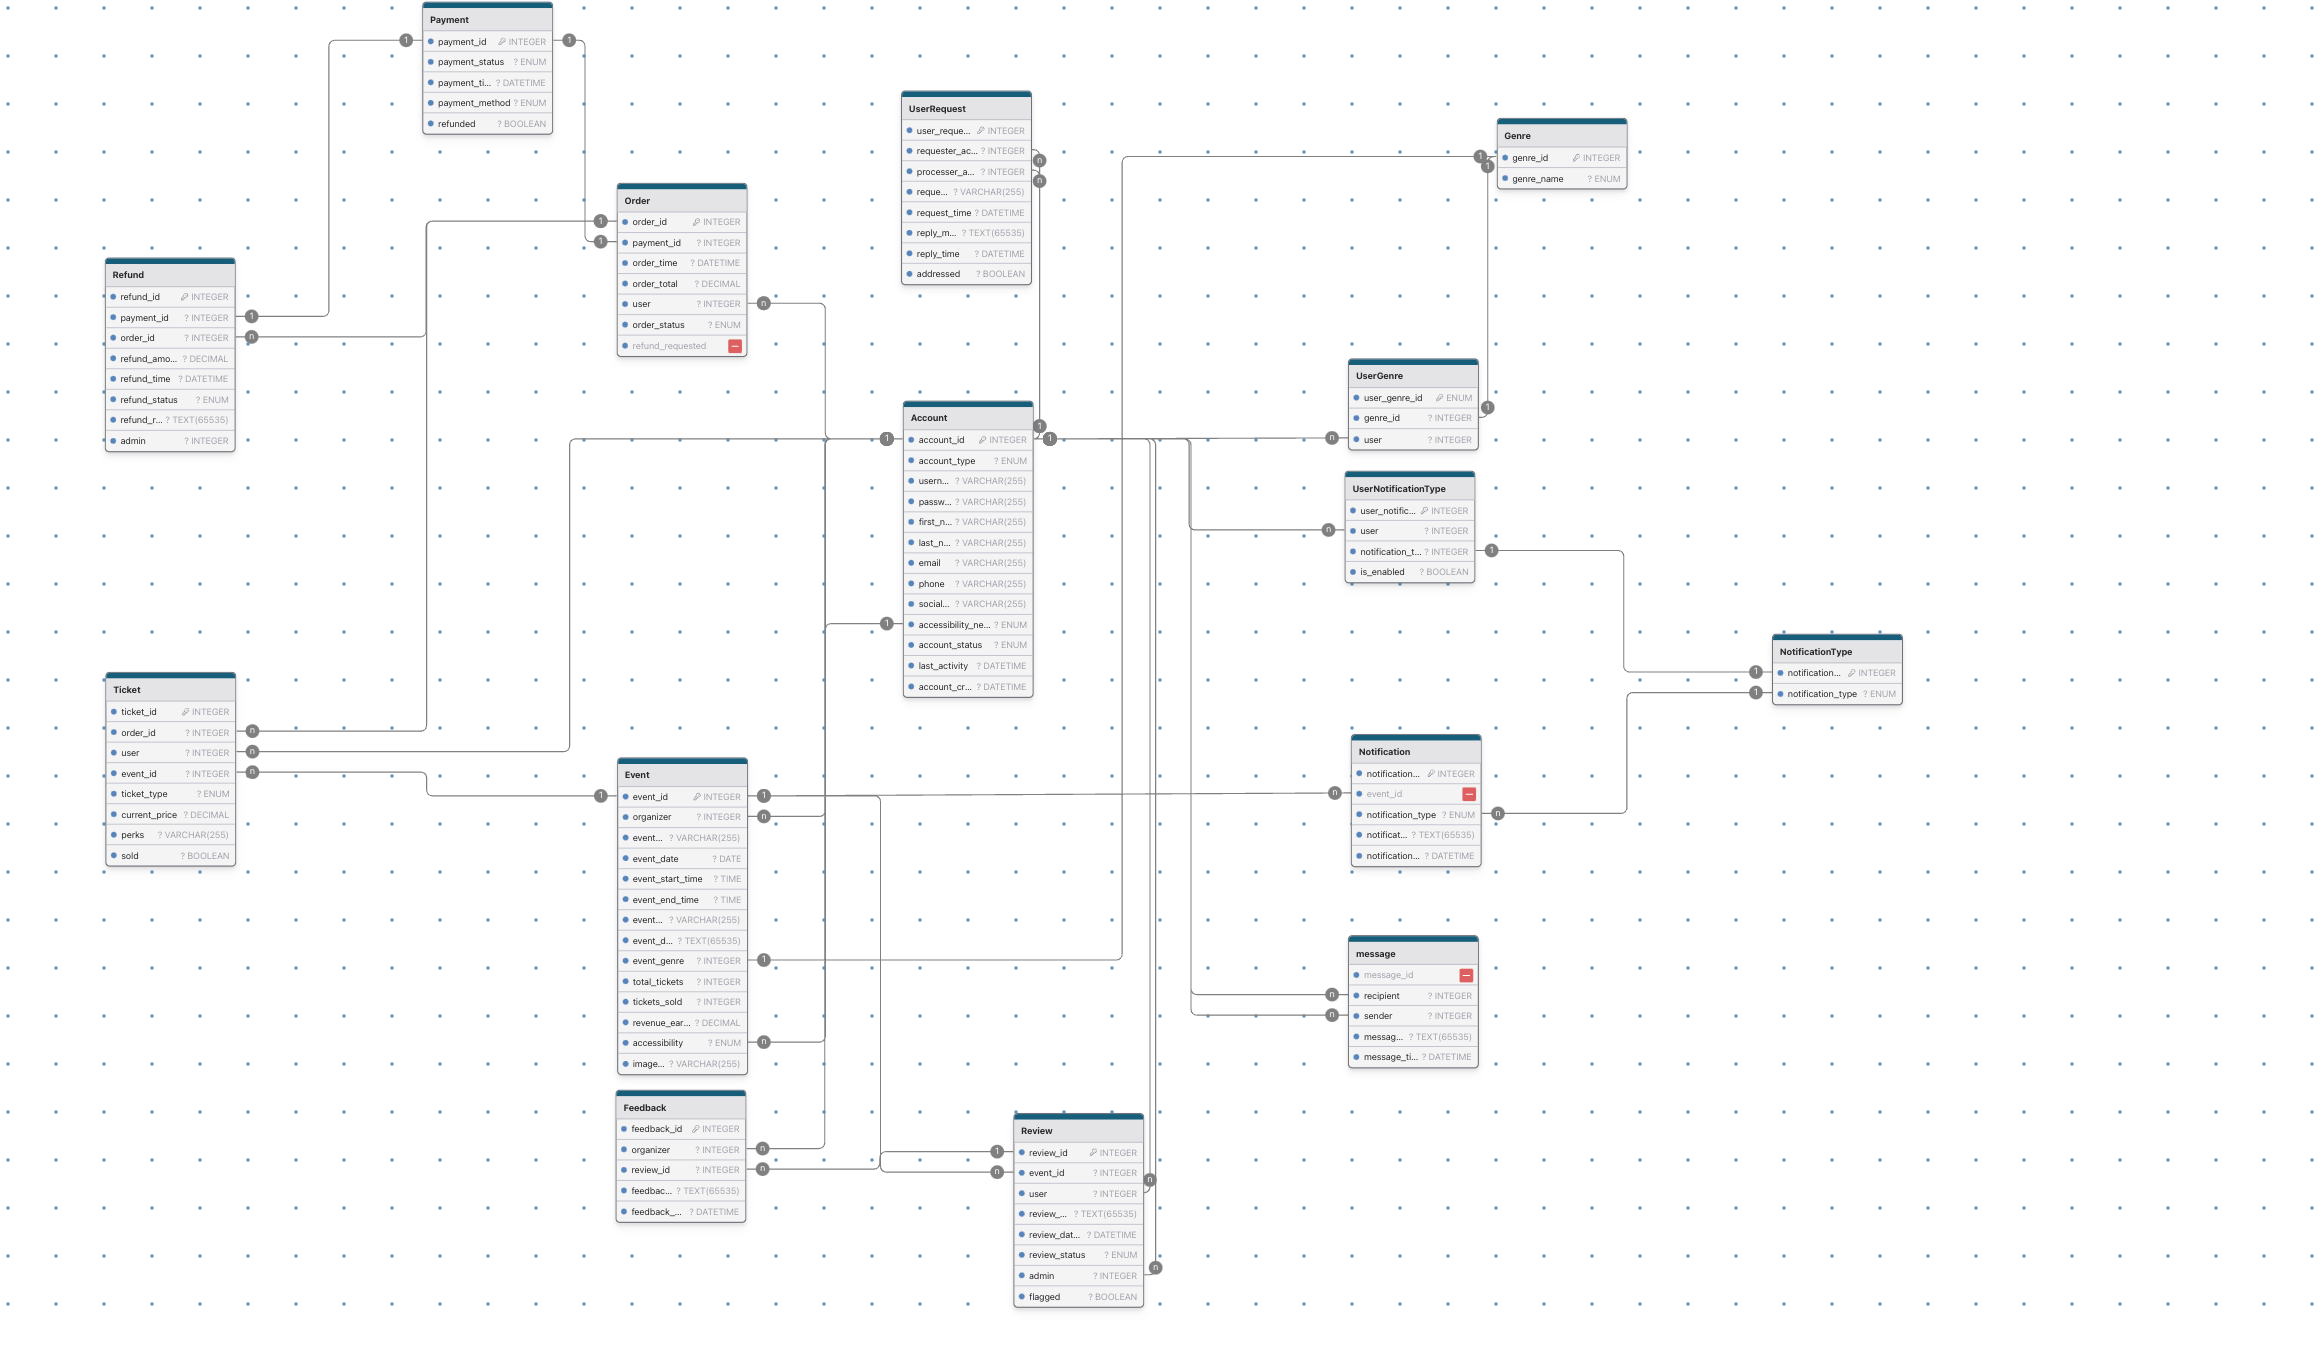 Payment
payment_id INTEGER
payment_status ? ENUM
payment_ti... ? DATETIME
payment_method ? ENUM
refunded ? BOOLEAN
UserRequest
user_reque... INTEGER
requester_ac... ? INTEGER
processer_a... ? INTEGER
reque... ? VARCHAR(255)
request_time ? DATETIME
reply_m... ? TEXT(65535)
reply_time ? DATETIME
addressed ? BOOLEAN
Genre
genre_id INTEGER
genre_name ? ENUM
Order
order_id INTEGER
payment_id ? INTEGER
order_time ? DATETIME
order_total ? DECIMAL
user ? INTEGER
order_status ? ENUM
refund_requested
Refund
refund_id INTEGER
payment_id ? INTEGER
order_id ? INTEGER
refund_amo... ? DECIMAL
refund_time ? DATETIME
refund_status ? ENUM
refund_r... ? TEXT(65535)
admin ? INTEGER
UserGenre
user_genre_id ENUM
genre_id ? INTEGER
user ? INTEGER
Account
account_id INTEGER
account_type ? ENUM
usern... ? VARCHAR(255)
passw... ? VARCHAR(255)
first_n... ? VARCHAR(255)
last_n... ? VARCHAR(255)
email ? VARCHAR(255)
phone ? VARCHAR(255)
social... ? VARCHAR(255)
accessibility_ne... ? ENUM
account_status ? ENUM
last_activity ? DATETIME
account_cr... ? DATETIME
UserNotificationType
user_notific... INTEGER
user ? INTEGER
notification_t... ? INTEGER
is_enabled ? BOOLEAN
NotificationType
notification... INTEGER
notification_type ? ENUM
Ticket
ticket_id INTEGER
order_id ? INTEGER
user ? INTEGER
event_id ? INTEGER
ticket_type ? ENUM
current_price ? DECIMAL
perks ? VARCHAR(255)
sold ? BOOLEAN
Notification
notification... INTEGER
event_id
notification_type ? ENUM
notificat... ? TEXT(65535)
notification... ? DATETIME
Event
event_id INTEGER
organizer ? INTEGER
event... ? VARCHAR(255)
event_date ? DATE
event_start_time ? TIME
event_end_time ? TIME
event... ? VARCHAR(255)
event_d... ? TEXT(65535)
event_genre ? INTEGER
total_tickets ? INTEGER
tickets_sold ? INTEGER
revenue_ear... ? DECIMAL
accessibility ? ENUM
image... ? VARCHAR(255)
message
message_id
recipient ? INTEGER
sender ? INTEGER
messag... ? TEXT(65535)
message_ti... ? DATETIME
Feedback
feedback_id INTEGER
organizer ? INTEGER
review_id ? INTEGER
feedbac... ? TEXT(65535)
feedback_... ? DATETIME
Review
review_id INTEGER
event_id ? INTEGER
user ? INTEGER
review_... ? TEXT(65535)
review_dat... ? DATETIME
review_status ? ENUM
admin ? INTEGER
flagged ? BOOLEAN